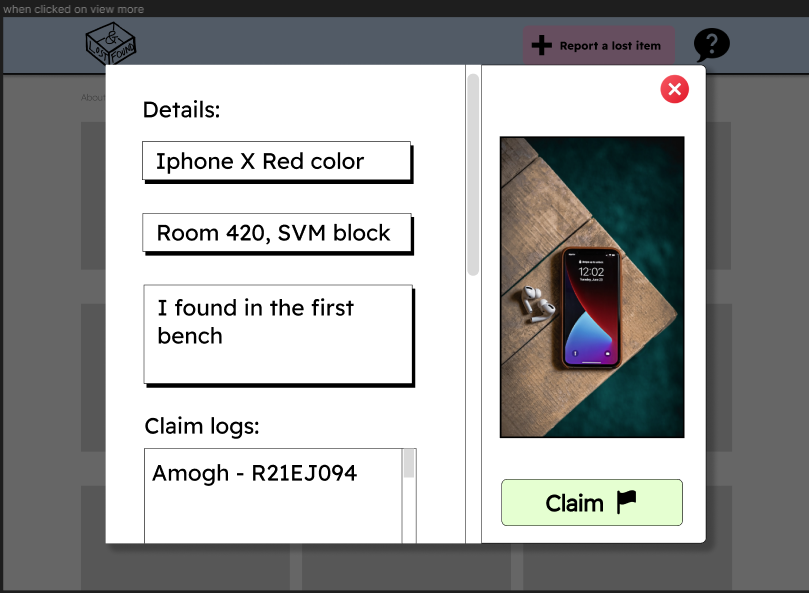 when clicked on view more
&
LOST
FOUND
Report a lost item
?
About
Details:
Iphone X Red color
Room 420, SVM block
I found in the first
bench
12:02
Claim logs:
Amogh - R21EJ094
Claim